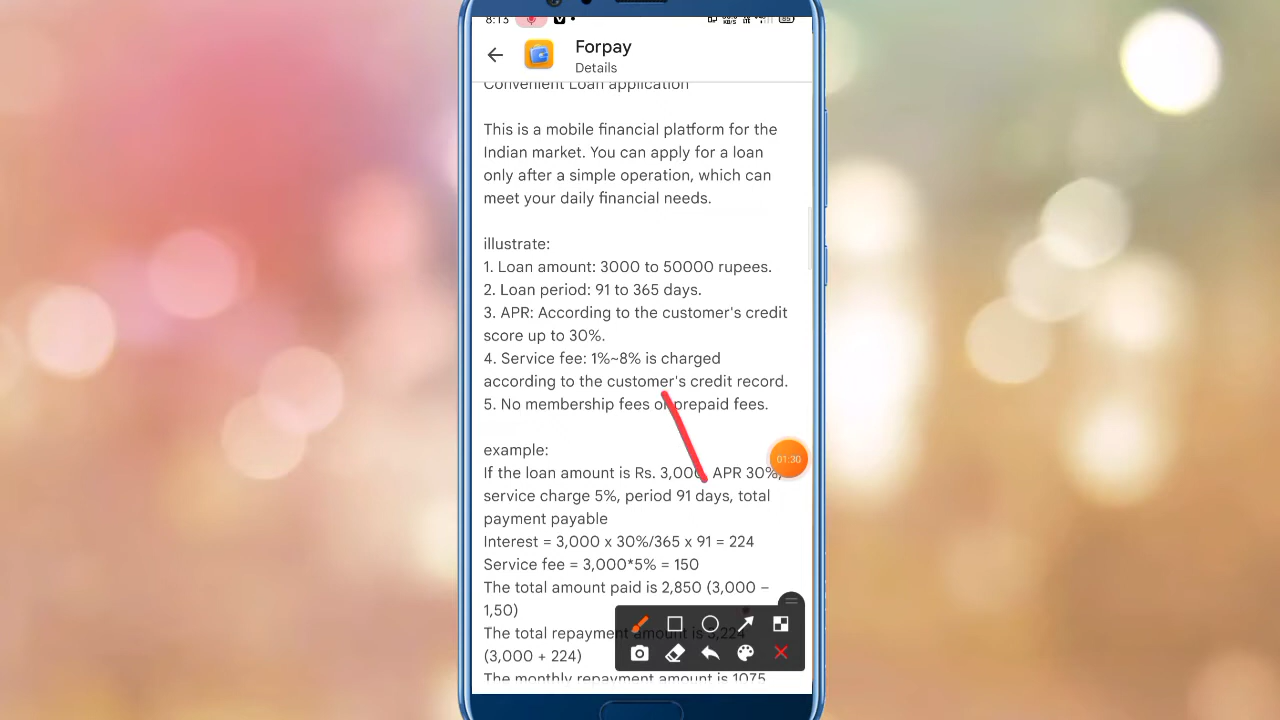 8:13
Forpay
Details
Convenient Loan application
This is a mobile financial platform for the
Indian market. You can apply for a loan
only after a simple operation, which can
meet your daily financial needs.
illustrate:
1. Loan amount: 3000 to 50000 rupees.
2. Loan period: 91 to 365 days.
3. APR: According to the customer's credit
score up to 30%.
4. Service fee: 1%~8% is charged
according to the customer's credit record.
5. No membership fees or prepaid fees.
example:
If the loan amount is Rs. 3,000, APR 30%,
01:30
service charge 5%, period 91 days, total
payment payable
Interest = 3,000 x 30%/365 x 91 = 224
Service fee = 3,000*5% = 150
The total amount paid is 2,850 (3,000 –
1,50)
The total repayment amount is 3,224
(3,000 + 224)
The monthly repayment amount is 1075